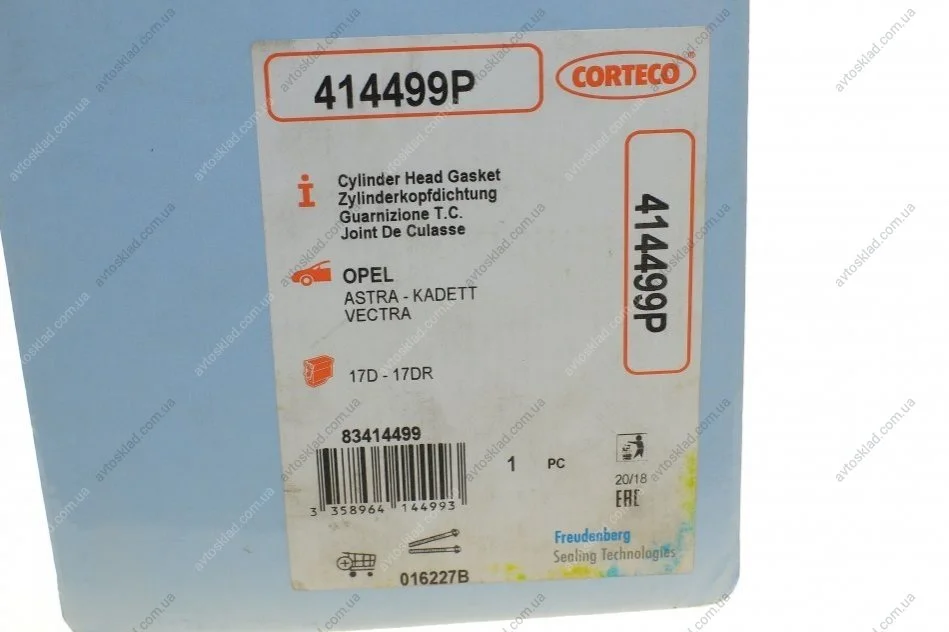 414499P
CORTECO
414499P
Cylinder Head Gasket
Zylinderkopfdichtung
Guarnizione T.C.
Joint De Culasse
OPEL
ASTRA - KADETT
VECTRA
17D - 17DR
83414499
3 358964 144993
1 PC
20/18
EAC
016227B
Freudenberg
Sealing Technologies
avtosklad.com.ua